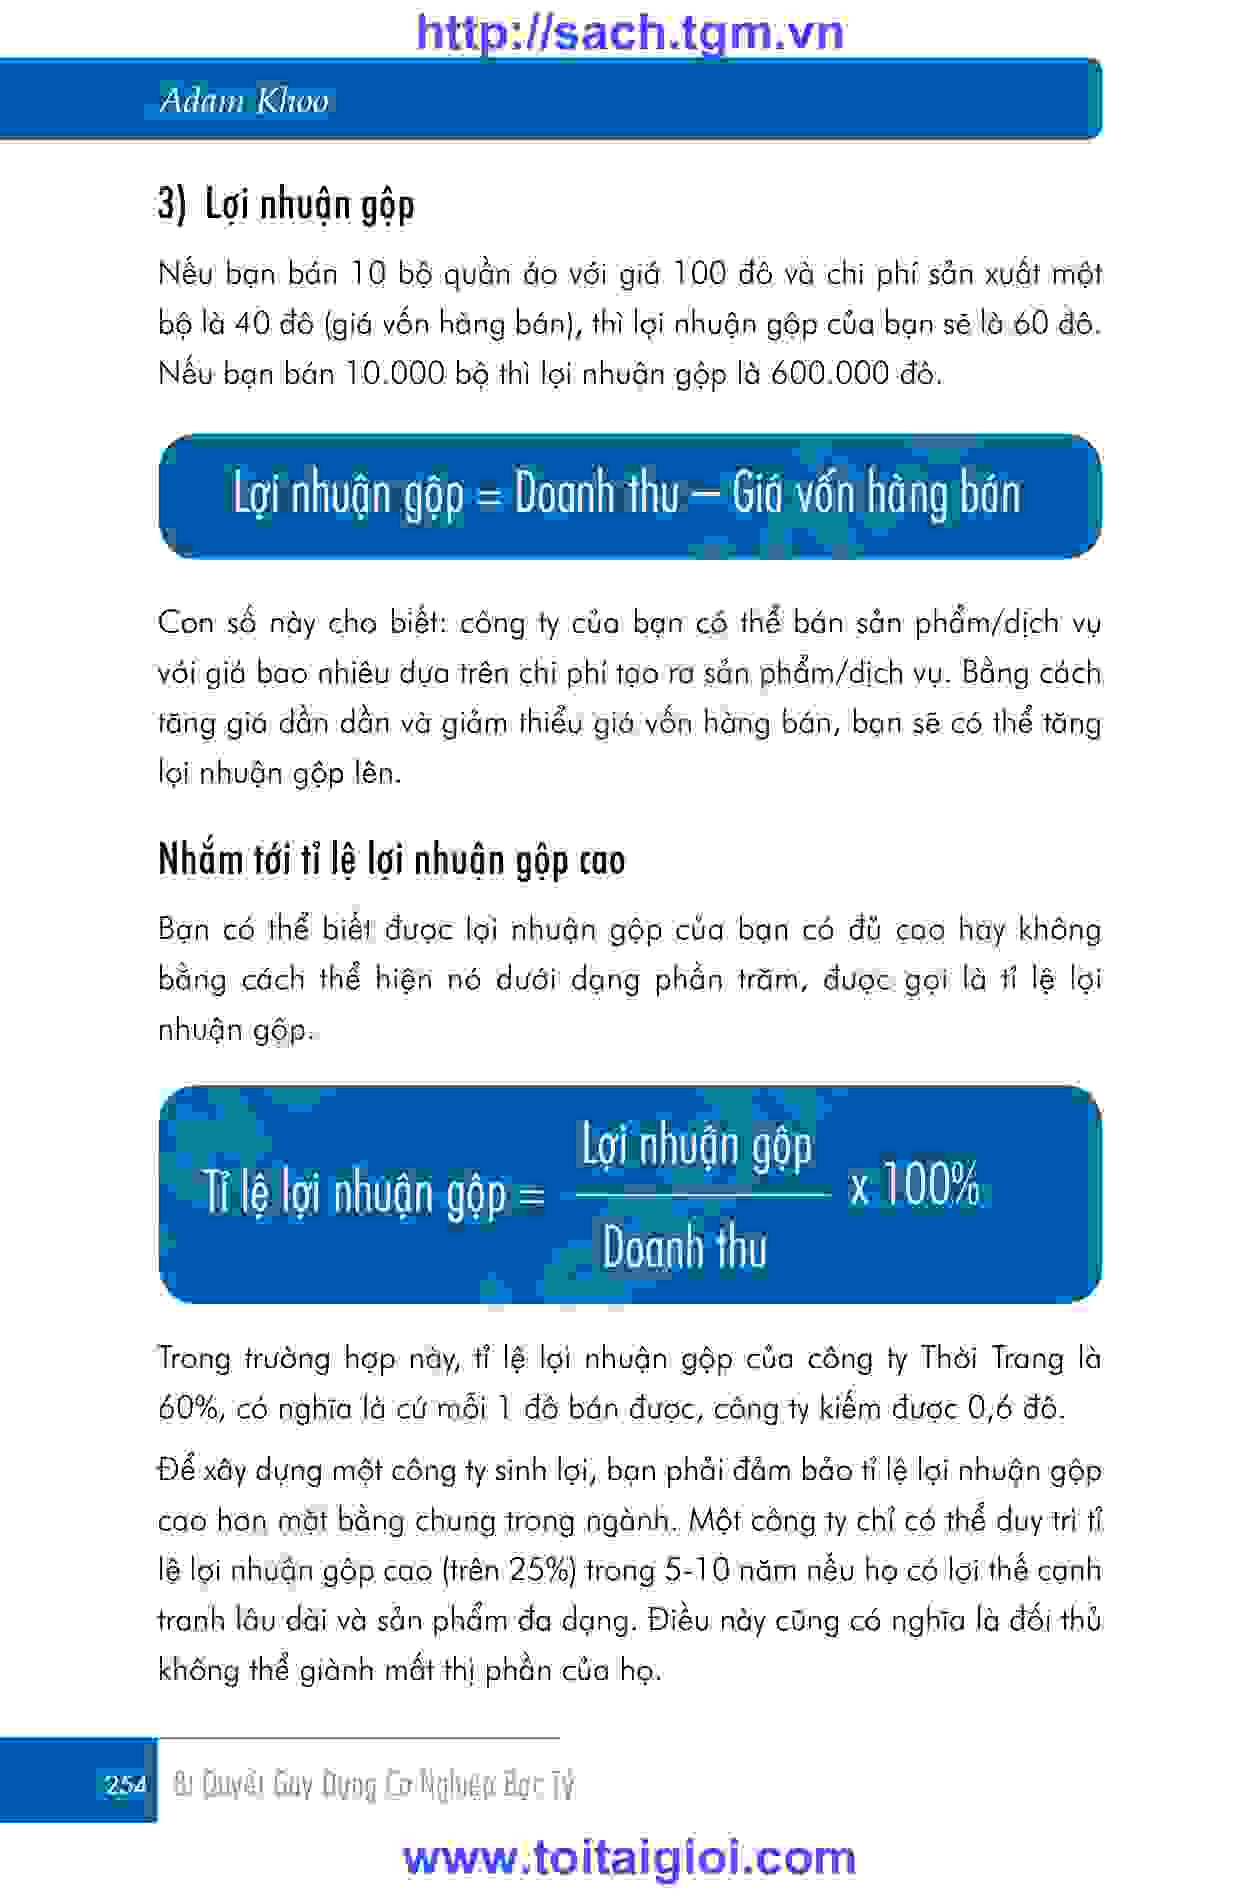 http://sach.tgm.vn
Adam Khoo
3) Lợi nhuận gộp
Nếu bạn bán 10 bộ quần áo với giá 100 đô và chi phí sản xuất một
bộ là 40 đô (giá vốn hàng bán), thì lợi nhuận gộp của bạn sẽ là 60 đô.
Nếu bạn bán 10.000 bộ thì lợi nhuận gộp là 600.000 đô.
Lợi nhuận gộp = Doanh thu – Giá vốn hàng bán
Con số này cho biết: công ty của bạn có thể bán sản phẩm/dịch vụ
với giá bao nhiêu dựa trên chi phí tạo ra sản phẩm/dịch vụ. Bằng cách
tăng giá dần dần và giảm thiểu giá vốn hàng bán, bạn sẽ có thể tăng
lợi nhuận gộp lên.
Nhắm tới tỉ lệ lợi nhuận gộp cao
Bạn có thể biết được lợi nhuận gộp của bạn có đủ cao hay không
bằng cách thể hiện nó dưới dạng phần trăm, được gọi là tỉ lệ lợi
nhuận gộp.
Lợi nhuận gộp
Tỉ lệ lợi nhuận gộp = x 100%
Doanh thu
Trong trường hợp này, tỉ lệ lợi nhuận gộp của công ty Thời Trang là
60%, có nghĩa là cứ mỗi 1 đô bán được, công ty kiếm được 0,6 đô.
Để xây dựng một công ty sinh lợi, bạn phải đảm bảo tỉ lệ lợi nhuận gộp
cao hơn mặt bằng chung trong ngành. Một công ty chỉ có thể duy trì tỉ
lệ lợi nhuận gộp cao (trên 25%) trong 5-10 năm nếu họ có lợi thế cạnh
tranh lâu dài và sản phẩm đa dạng. Điều này cũng có nghĩa là đối thủ
không thể giành mất thị phần của họ.
254 Bí Quyết Gây Dựng Cơ Nghiệp Bạc Tỷ
www.toitaigioi.com